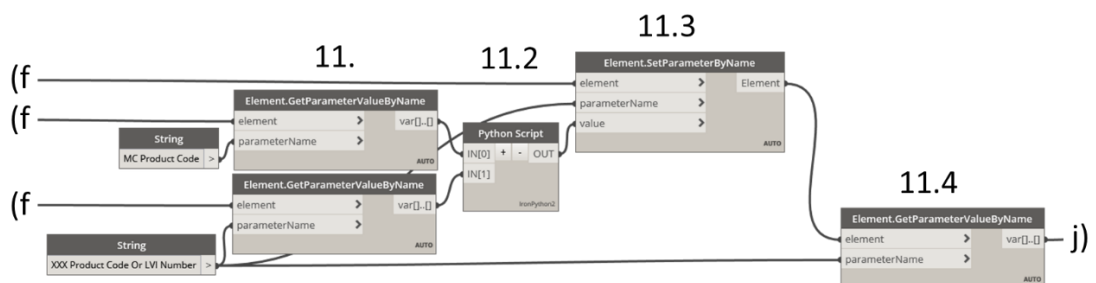 11.3
11. 11.2
Element.SetParameterByName
(f
element > Element
Element.GetParameterValueByName
parameterName >
(f
element > var[]..[]
value >
String
Python Script
parameterName >
MC Product Code >
IN[0] + - OUT
AUTO
AUTO
IN[1]
11.4
Element.GetParameterValueByName
(f
element > var[]..[]
IronPython2
Element.GetParameterValueByName
parameterName >
String
element > var[]..[]
j)
AUTO
XXX Product Code Or LVI Number >
parameterName >
AUTO